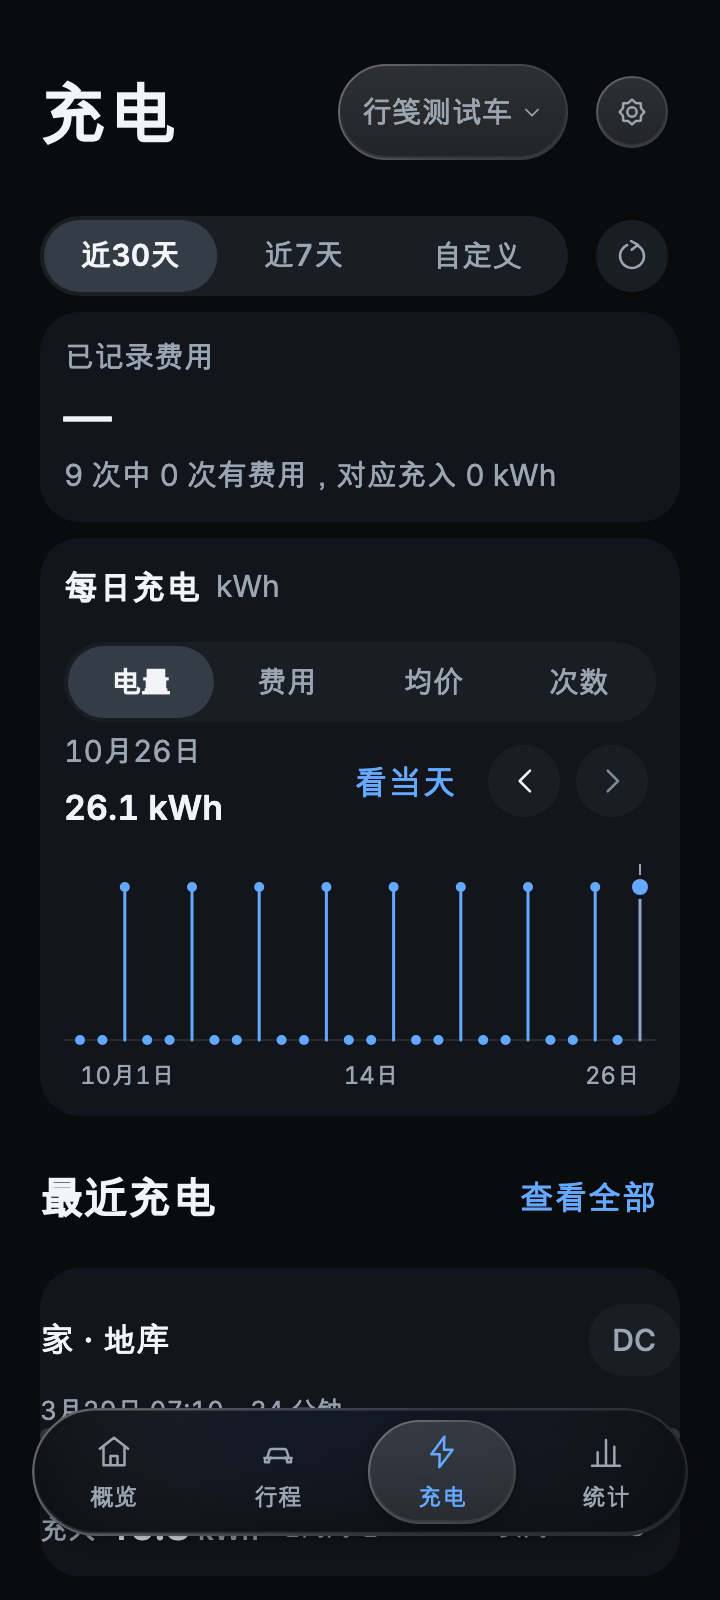 充电
行笺测试车
近30天 近7天 自定义
已记录费用
—
9 次中 0 次有费用，对应充入 0 kWh
每日充电 kWh
电量 费用 均价 次数
10月26日
26.1 kWh
看当天
10月1日 14日 26日
最近充电
查看全部
家 · 地库
DC
概览 行程 充电 统计